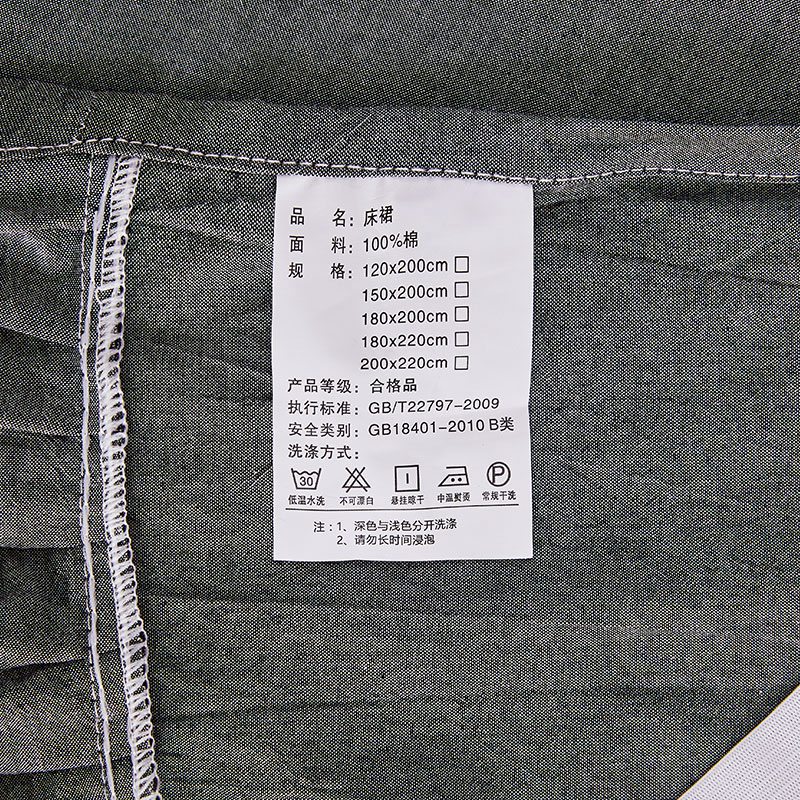 品 名：床裙
面 料：100%棉
规 格：120x200cm□
150x200cm□
180x200cm□
180x220cm□
200x220cm□
产品等级：合格品
执行标准：GB/T22797-2009
安全类别：GB18401-2010 B类
洗涤方式：
30 P
低温水洗 不可漂白 悬挂晾干 中温熨烫 常规干洗
注：1、深色与浅色分开洗涤
2、请勿长时间浸泡